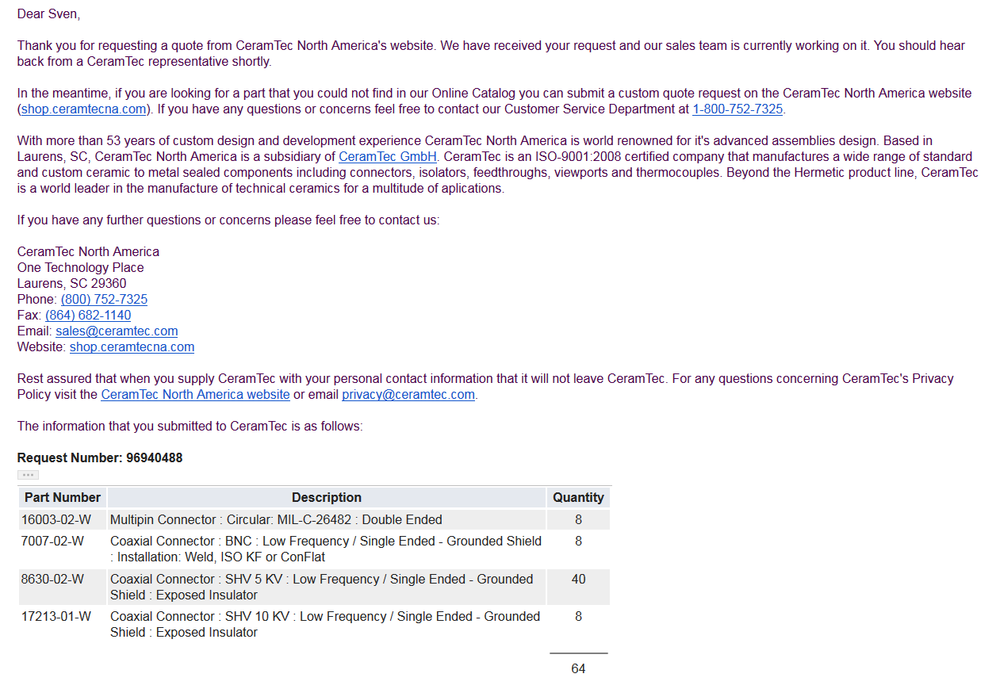 Dear Sven,
Thank you for requesting a quote from CeramTec North America's website. We have received your request and our sales team is currently working on it. You should hear
back from a CeramTec representative shortly.
In the meantime, if you are looking for a part that you could not find in our Online Catalog you can submit a custom quote request on the CeramTec North America website
(shop.ceramtecna.com). If you have any questions or concerns feel free to contact our Customer Service Department at 1-800-752-7325.
With more than 53 years of custom design and development experience CeramTec North America is world renowned for it's advanced assemblies design. Based in
Laurens, SC, CeramTec North America is a subsidiary of CeramTec GmbH. CeramTec is an ISO-9001:2008 certified company that manufactures a wide range of standard
and custom ceramic to metal sealed components including connectors, isolators, feedthroughs, viewports and thermocouples. Beyond the Hermetic product line, CeramTec
is a world leader in the manufacture of technical ceramics for a multitude of aplications.
If you have any further questions or concerns please feel free to contact us:
CeramTec North America
One Technology Place
Laurens, SC 29360
Phone: (800) 752-7325
Fax: (864) 682-1140
Email: sales@ceramtec.com
Website: shop.ceramtecna.com
Rest assured that when you supply CeramTec with your personal contact information that it will not leave CeramTec. For any questions concerning CeramTec's Privacy
Policy visit the CeramTec North America website or email privacy@ceramtec.com.
The information that you submitted to CeramTec is as follows:
Request Number: 96940488
Part Number Description Quantity
16003-02-W Multipin Connector : Circular: MIL-C-26482 : Double Ended 8
7007-02-W Coaxial Connector : BNC : Low Frequency / Single Ended - Grounded Shield 8
: Installation: Weld, ISO KF or ConFlat
8630-02-W Coaxial Connector : SHV 5 KV : Low Frequency / Single Ended - Grounded 40
Shield : Exposed Insulator
17213-01-W Coaxial Connector : SHV 10 KV : Low Frequency / Single Ended - Grounded 8
Shield : Exposed Insulator
64